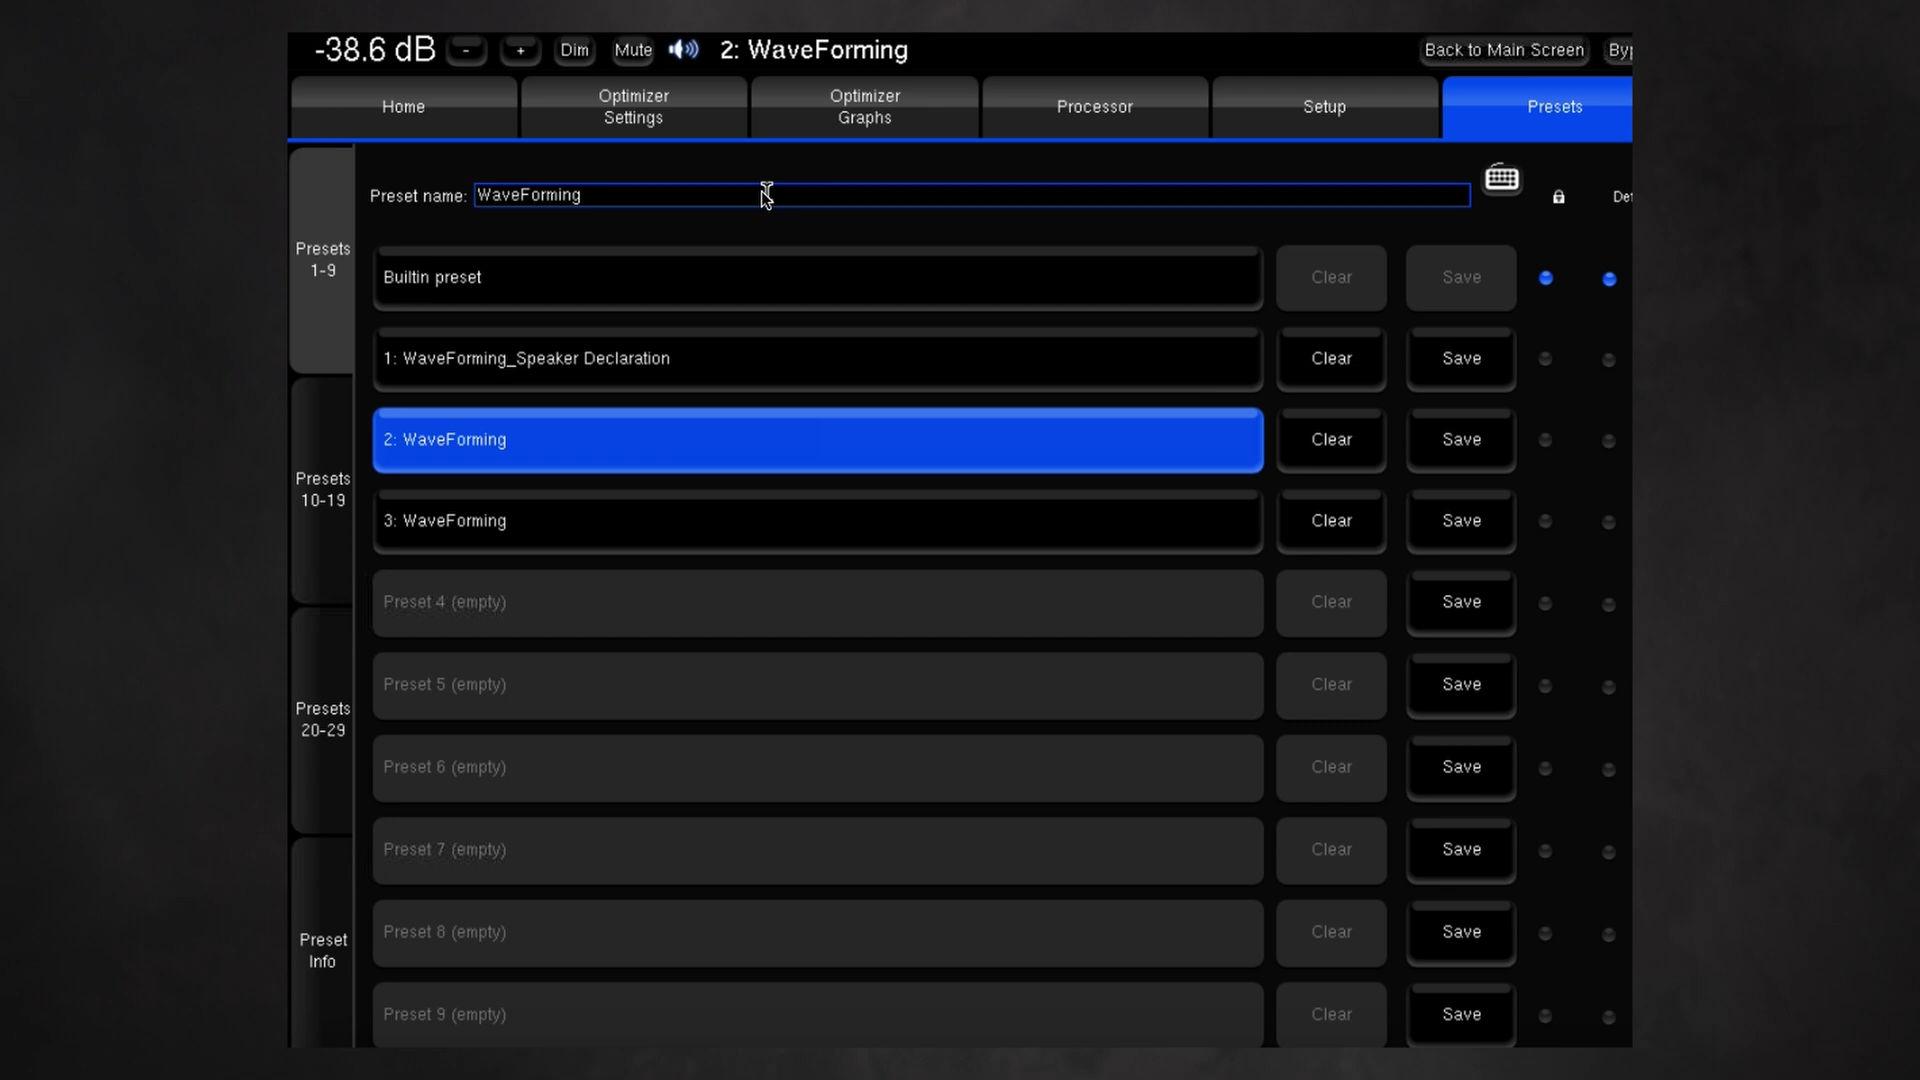 -38.6 dB - + Dim Mute 2: WaveForming Back to Main Screen Byp
Home Optimizer Settings Optimizer Graphs Processor Setup Presets
Preset name: WaveForming Def
Presets 1-9
Builtin preset Clear Save
1: WaveForming_Speaker Declaration Clear Save
2: WaveForming Clear Save
Presets 10-19
3: WaveForming Clear Save
Preset 4 (empty) Clear Save
Preset 5 (empty) Clear Save
Presets 20-29
Preset 6 (empty) Clear Save
Preset 7 (empty) Clear Save
Preset Info
Preset 8 (empty) Clear Save
Preset 9 (empty) Clear Save